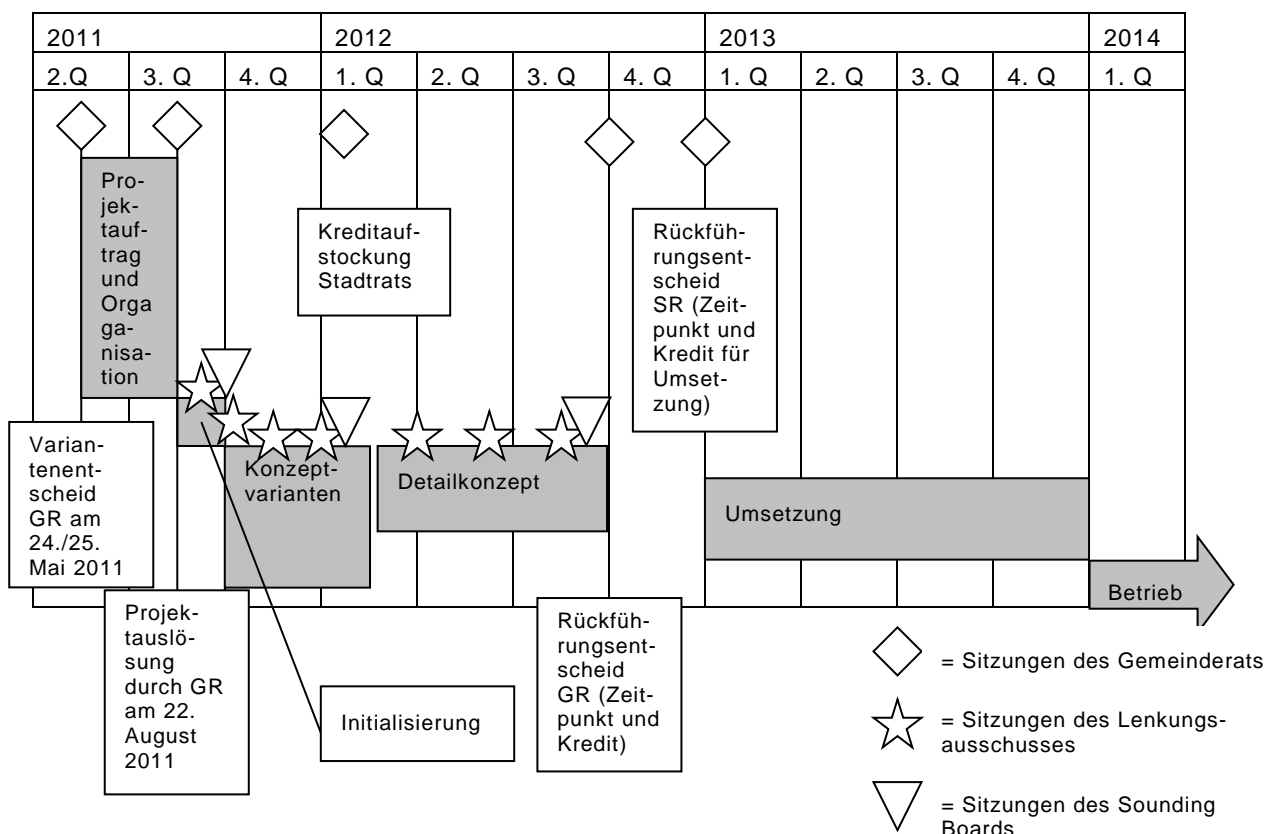 2011 2012 2013 2014
2.Q 3. Q 4. Q 1. Q 2. Q 3. Q 4. Q 1. Q 2. Q 3. Q 4. Q 1. Q
Pro-
jek-
tauf-
trag
und
Orga
ga-
nisa-
tion
Kreditauf-
stockung
Stadtrats
Rückfüh-
rungsent-
scheid
SR (Zeit-
punkt und
Kredit für
Umset-
zung)
Varian-
tenent-
scheid
GR am
24./25.
Mai 2011
Konzept-
varianten
Detailkonzept
Umsetzung
Betrieb
Projek-
tauslö-
sung
durch GR
am 22.
August
2011
Initialisierung
Rückfüh-
rungsent-
scheid
GR (Zeit-
punkt und
Kredit)
= Sitzungen des Gemeinderats
= Sitzungen des Lenkungs-
ausschusses
= Sitzungen des Sounding
Boards